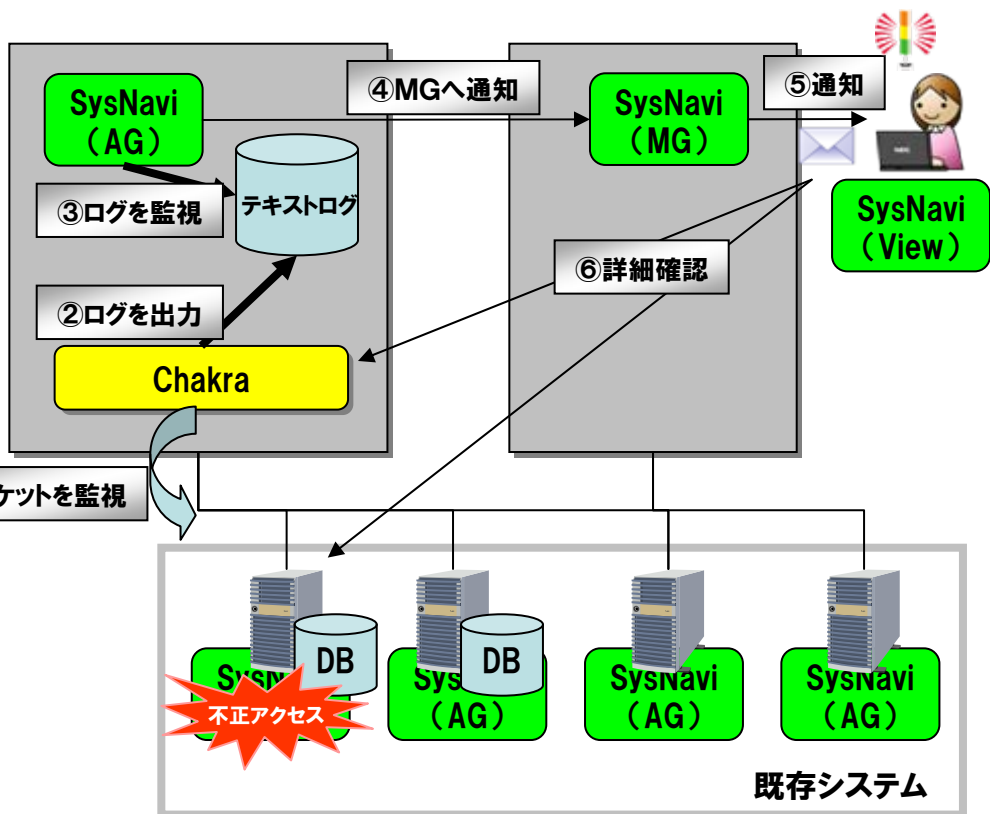 SysNavi
（AG）
④MGへ通知
SysNavi
（MG）
⑤通知
③ログを監視
テキストログ
SysNavi
（View）
⑥詳細確認
②ログを出力
Chakra
ケットを監視
DB
不正アクセス
DB
（AG）
SysNavi
（AG）
SysNavi
（AG）
既存システム